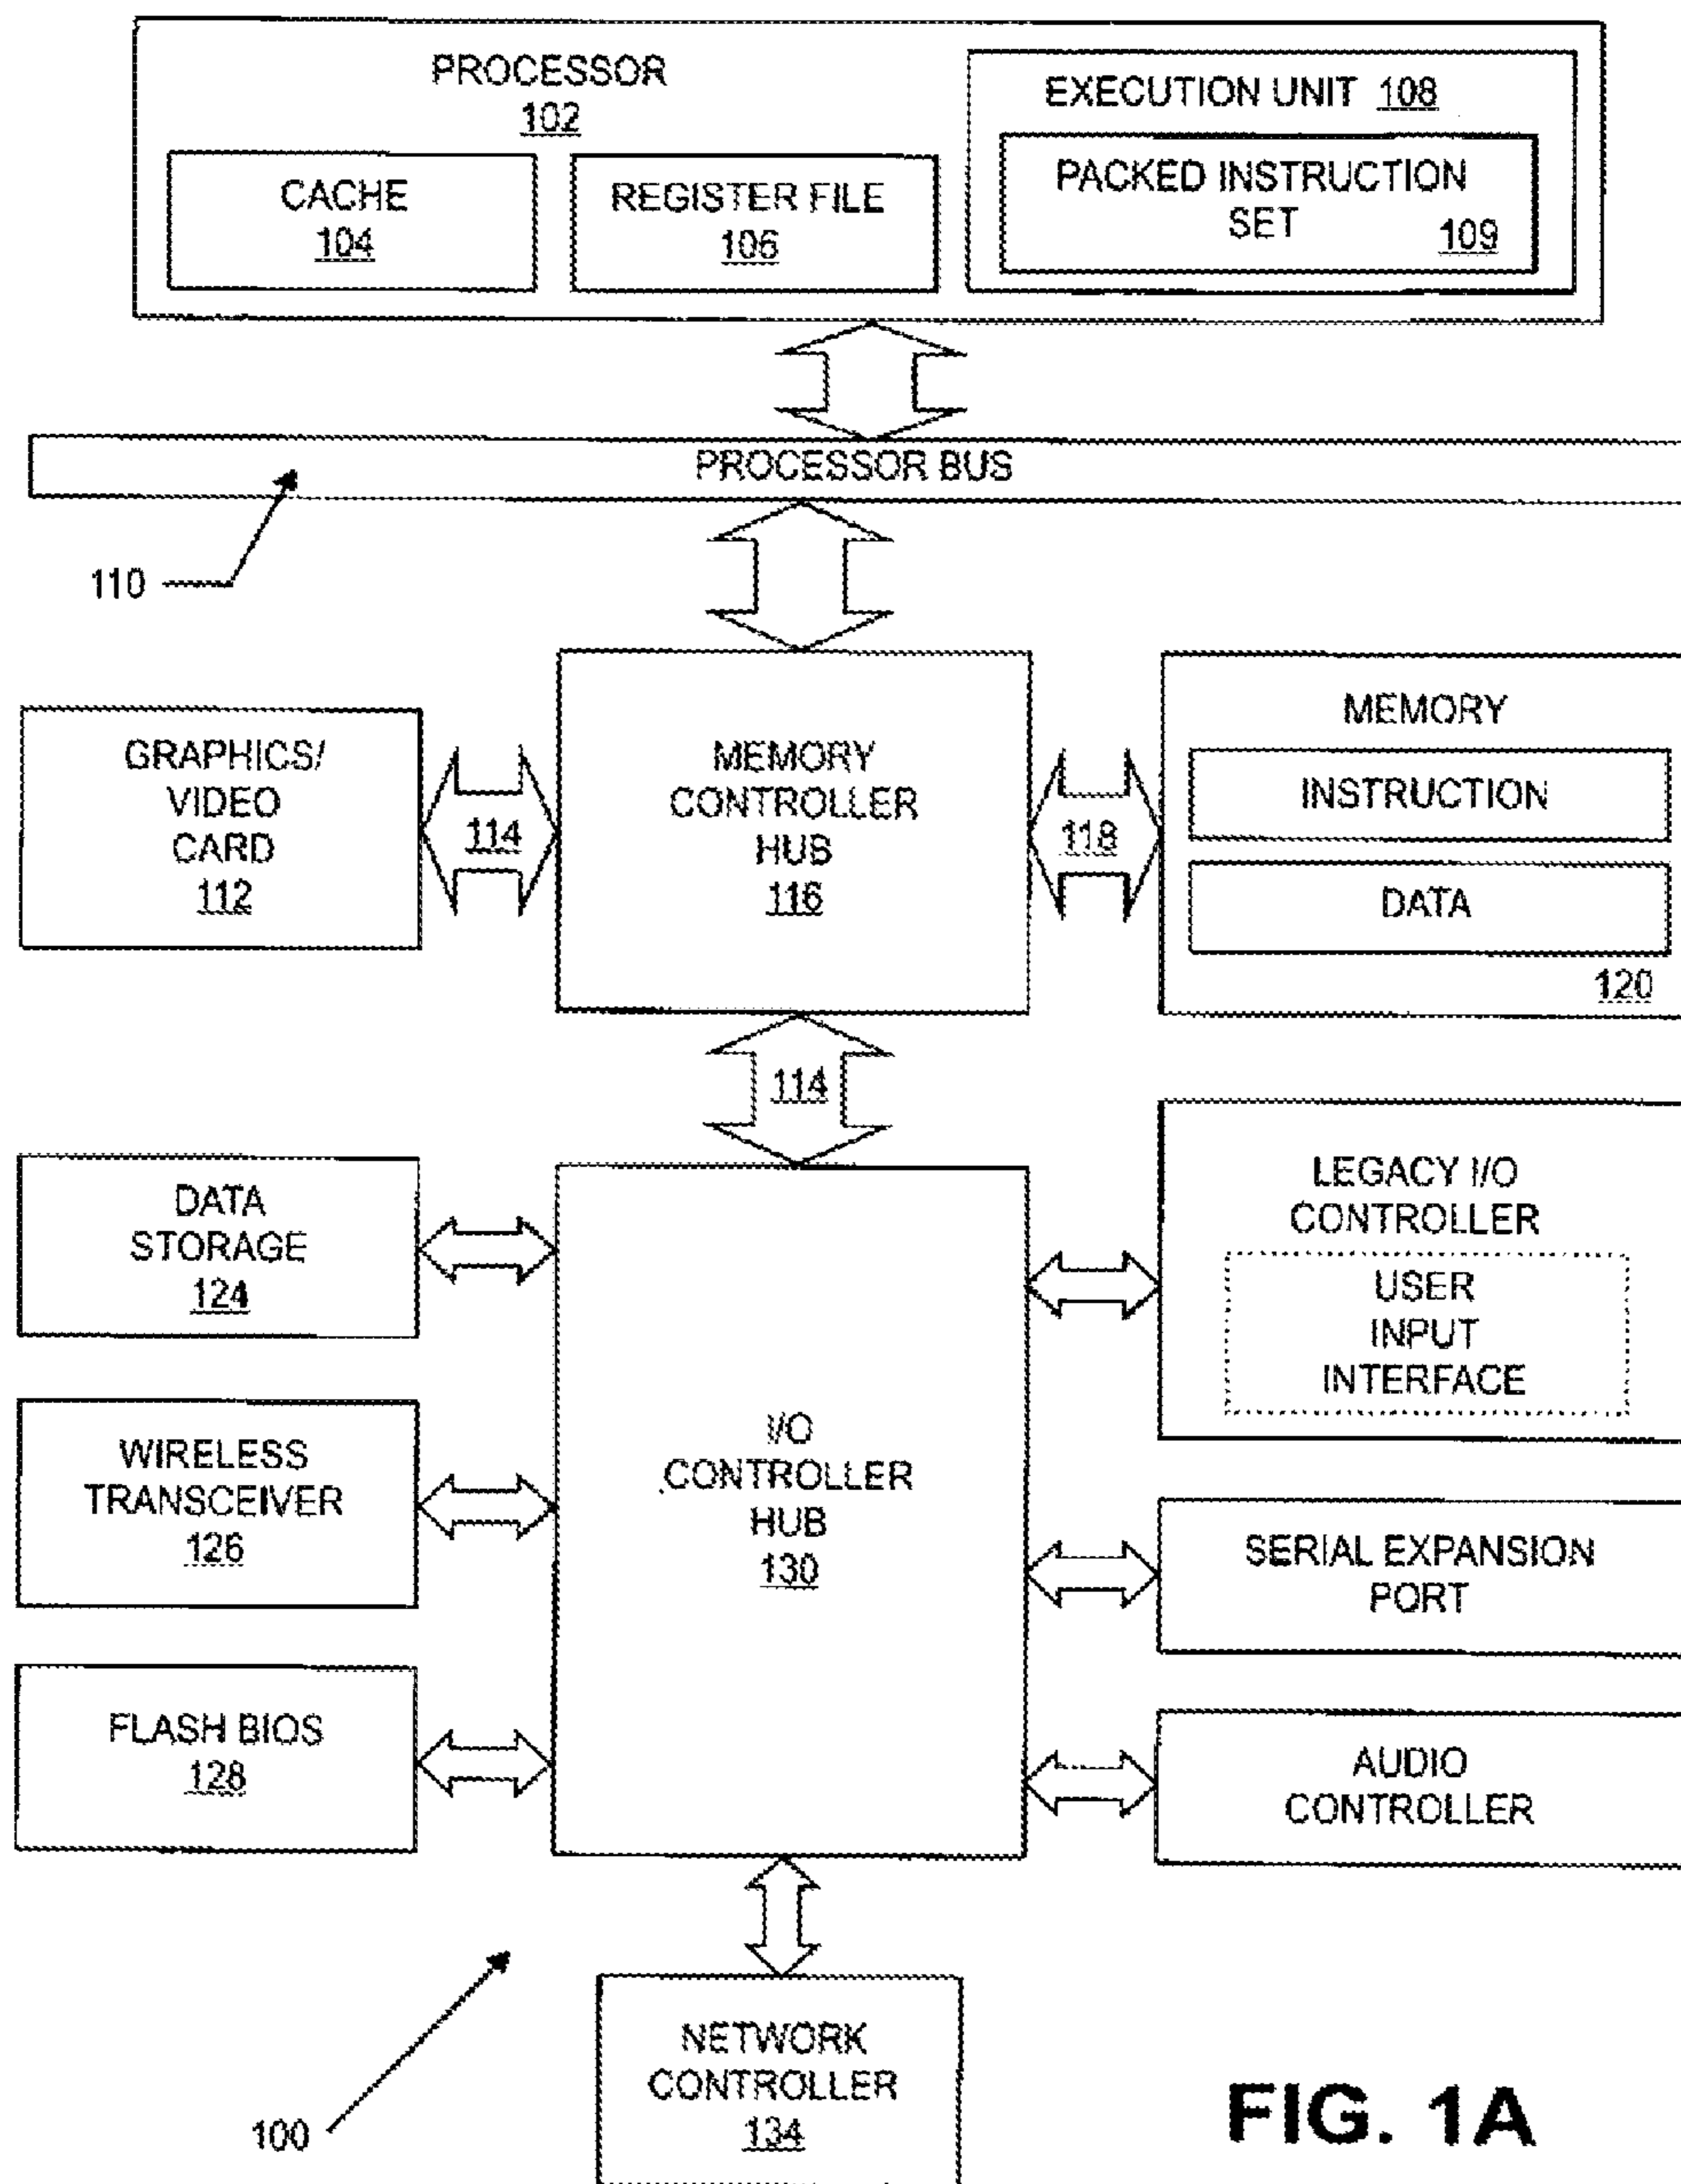 PROCESSOR
102
CACHE
104
REGISTER FILE
106
EXECUTION UNIT 108
PACKED INSTRUCTION
SET
109
PROCESSOR BUS
110
GRAPHICS/
VIDEO
CARD
112
114
MEMORY
CONTROLLER
HUB
116
118
MEMORY
INSTRUCTION
DATA
120
114
DATA
STORAGE
124
LEGACY I/O
CONTROLLER
USER
INPUT
INTERFACE
WIRELESS
TRANSCEIVER
126
I/O
CONTROLLER
HUB
130
SERIAL EXPANSION
PORT
FLASH BIOS
128
AUDIO
CONTROLLER
NETWORK
CONTROLLER
134
100
FIG. 1A